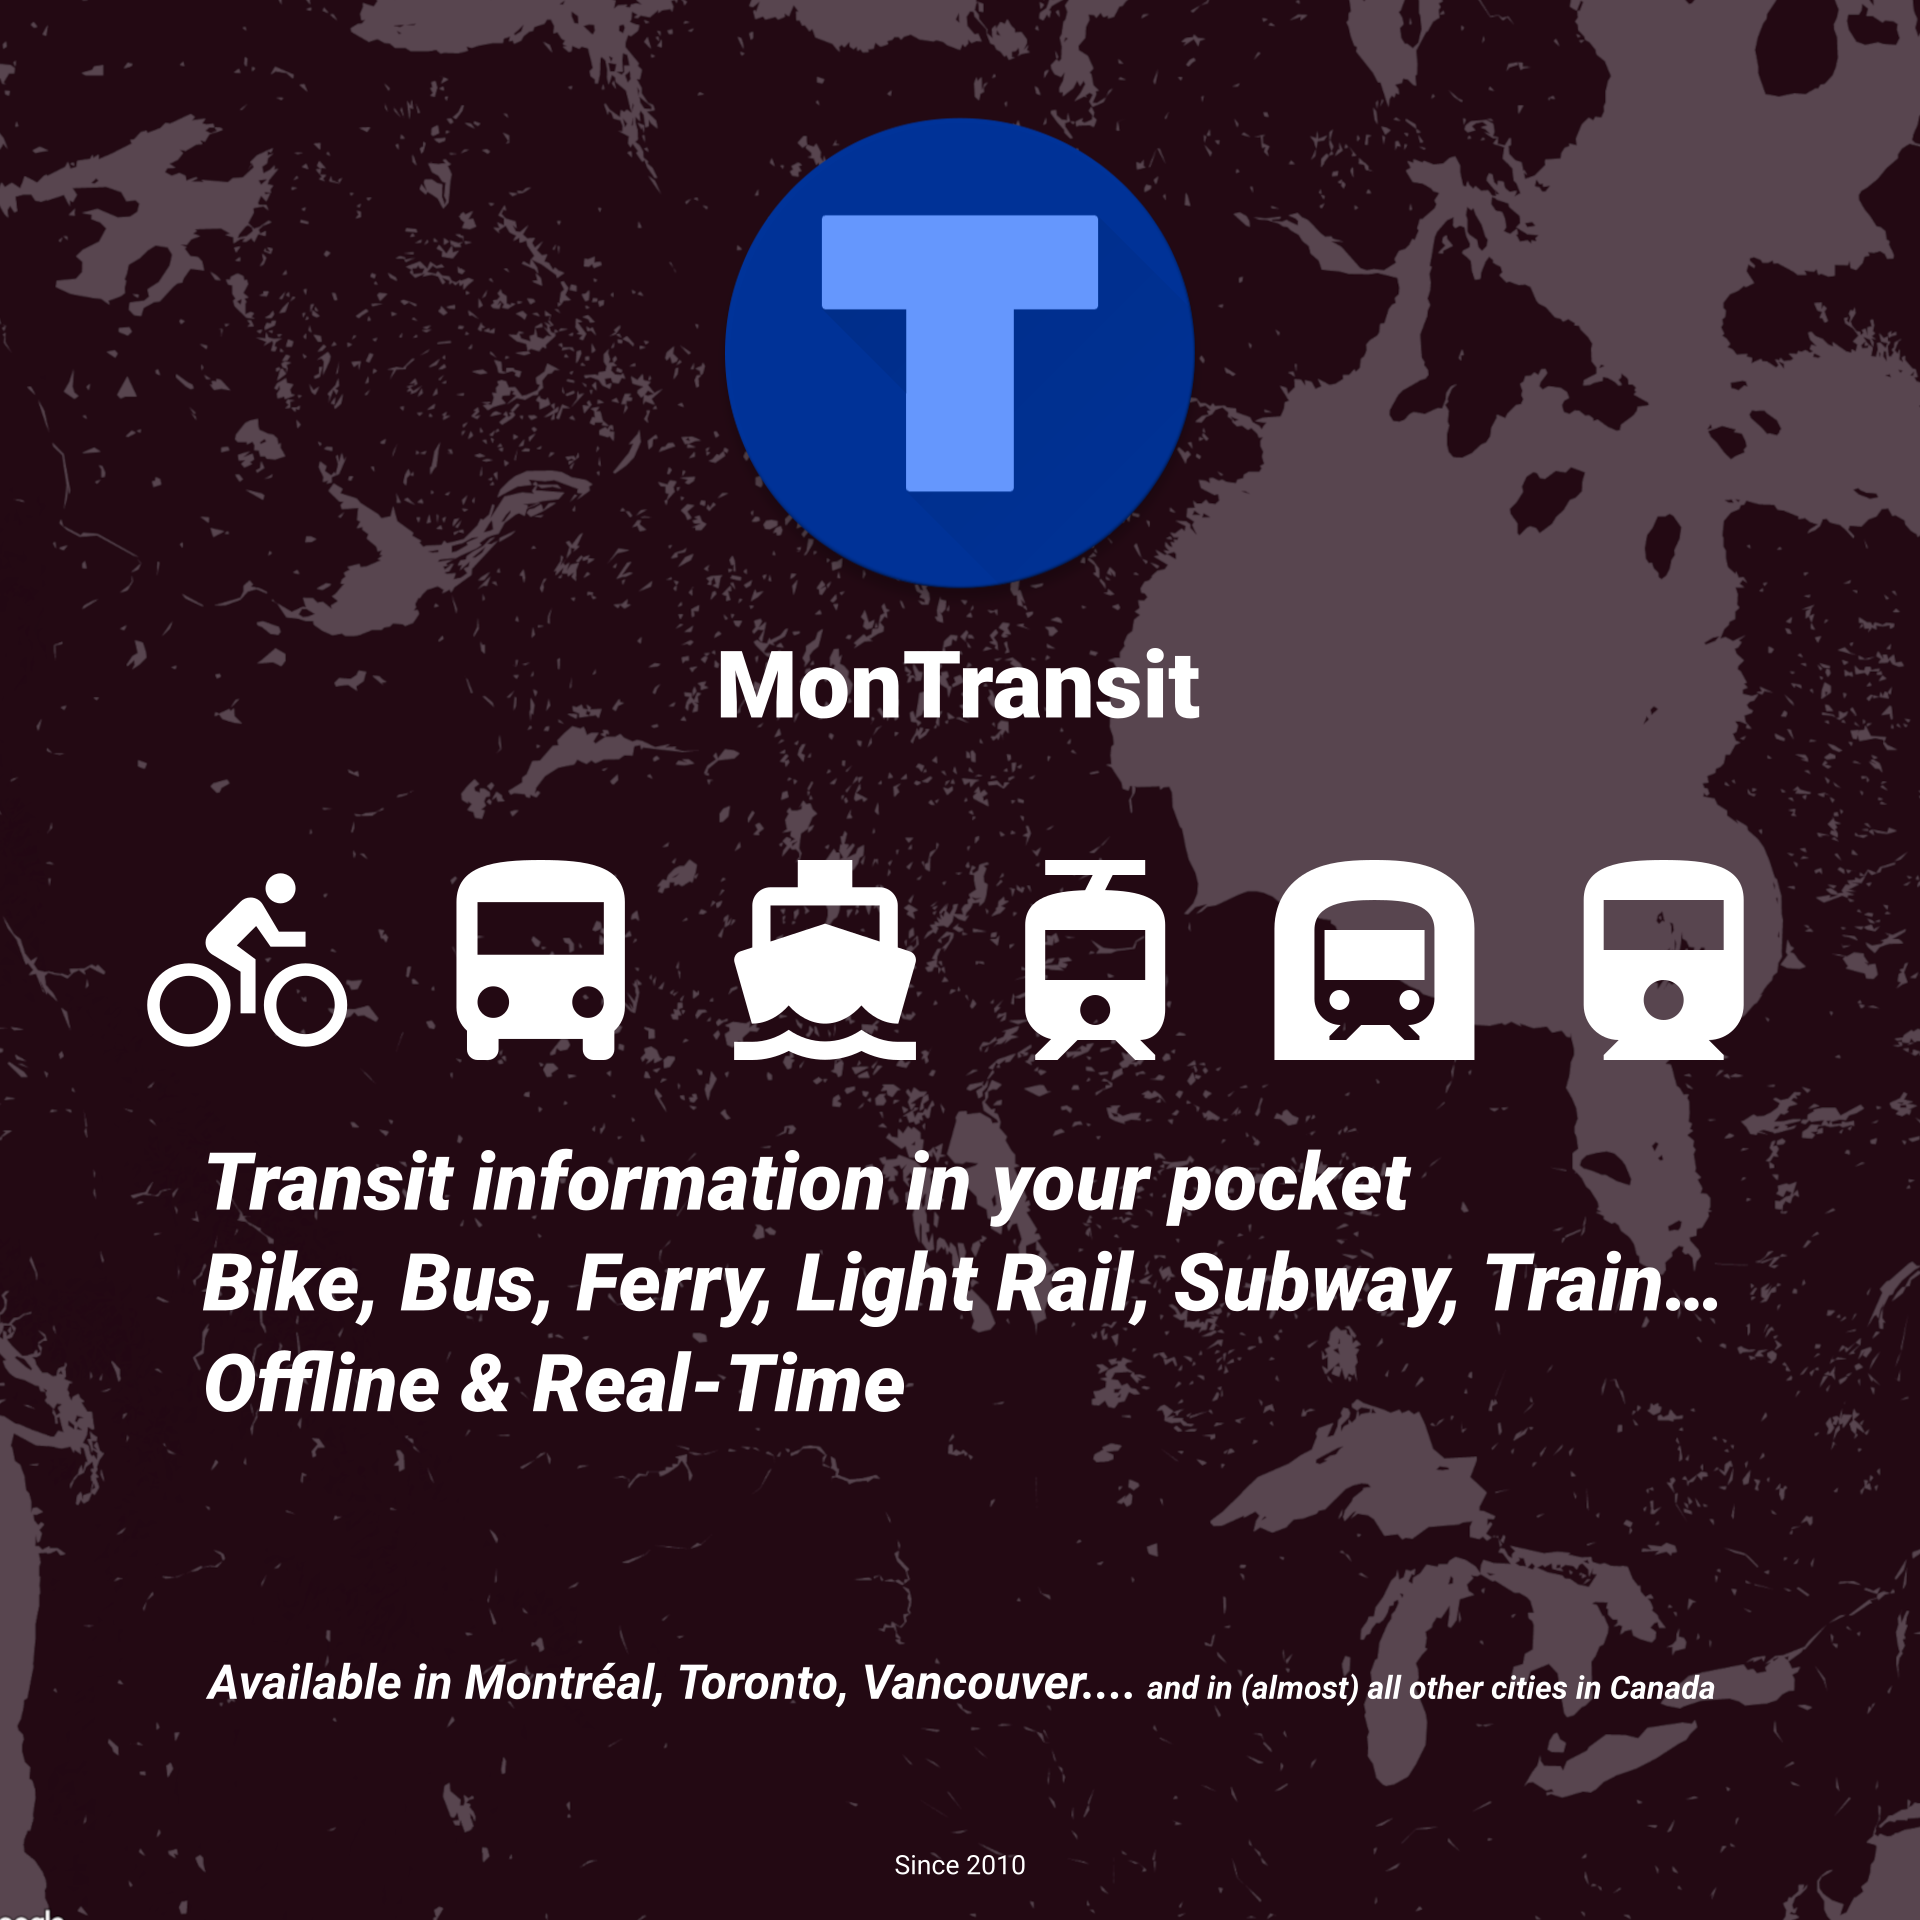 T
MonTransit
Transit information in your pocket
Bike, Bus, Ferry, Light Rail, Subway, Train...
Offline & Real-Time
Available in Montréal, Toronto, Vancouver.... and in (almost) all other cities in Canada
Since 2010